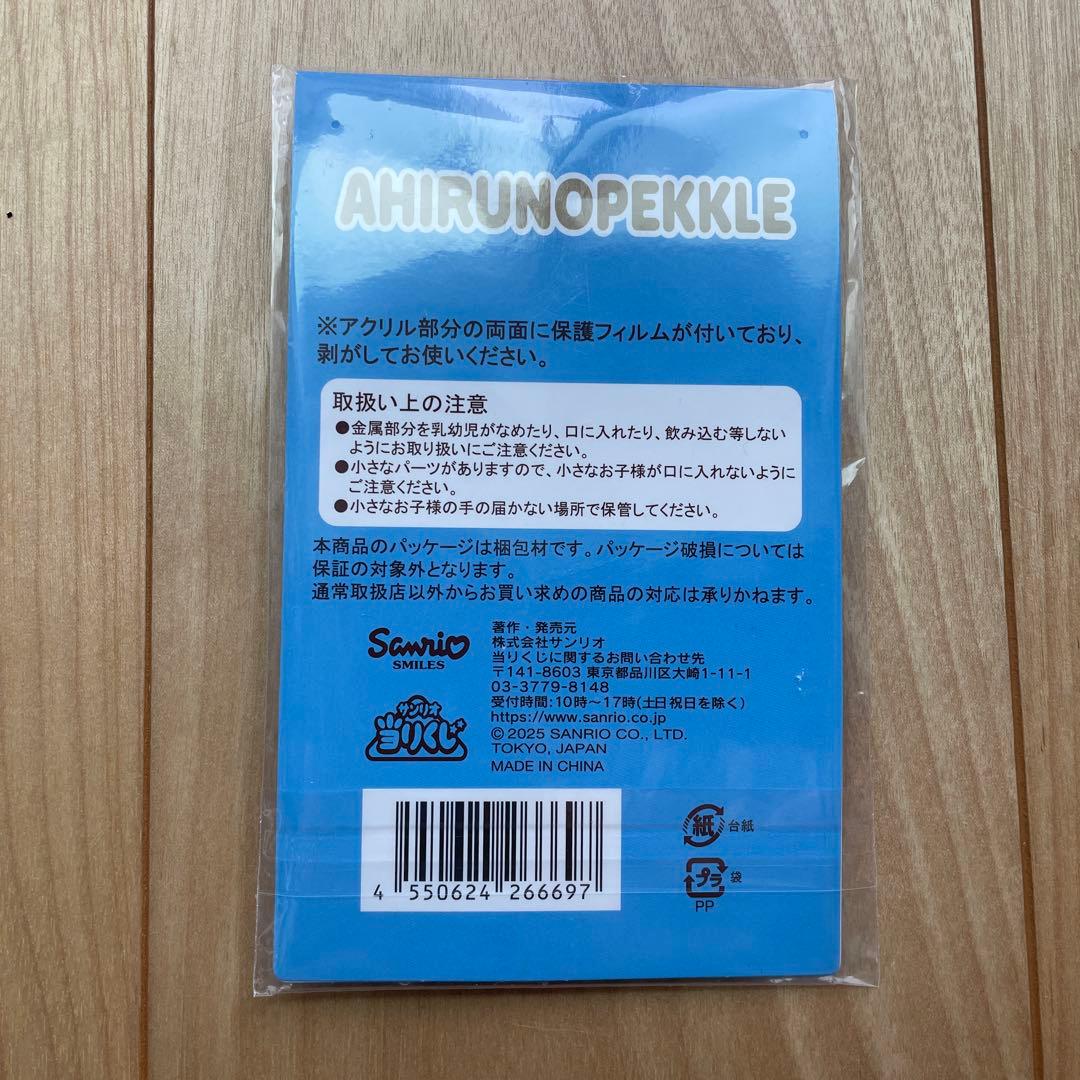 AHIRUNOPEKKLE
※アクリル部分の両面に保護フィルムが付いており、
剥がしてお使いください。
取扱い上の注意
●金属部分を乳幼児がなめたり、口に入れたり、飲み込む等しない
ようにお取り扱いにご注意ください。
●小さなパーツがありますので、小さなお子様が口に入れないように
ご注意ください。
●小さなお子様の手の届かない場所で保管してください。
本商品のパッケージは梱包材です。パッケージ破損については
保証の対象外となります。
通常取扱店以外からお買い求めの商品の対応は承りかねます。
Sanrio
SMILES
サンリオ
当りくじ
著作・発売元
株式会社サンリオ
当りくじに関するお問い合わせ先
〒141-8603 東京都品川区大崎1-11-1
03-3779-8148
受付時間:10時~17時(土日祝日を除く)
https://www.sanrio.co.jp
© 2025 SANRIO CO., LTD.
TOKYO, JAPAN
MADE IN CHINA
4 550624 266697
紙 台紙
プラ 袋
PP